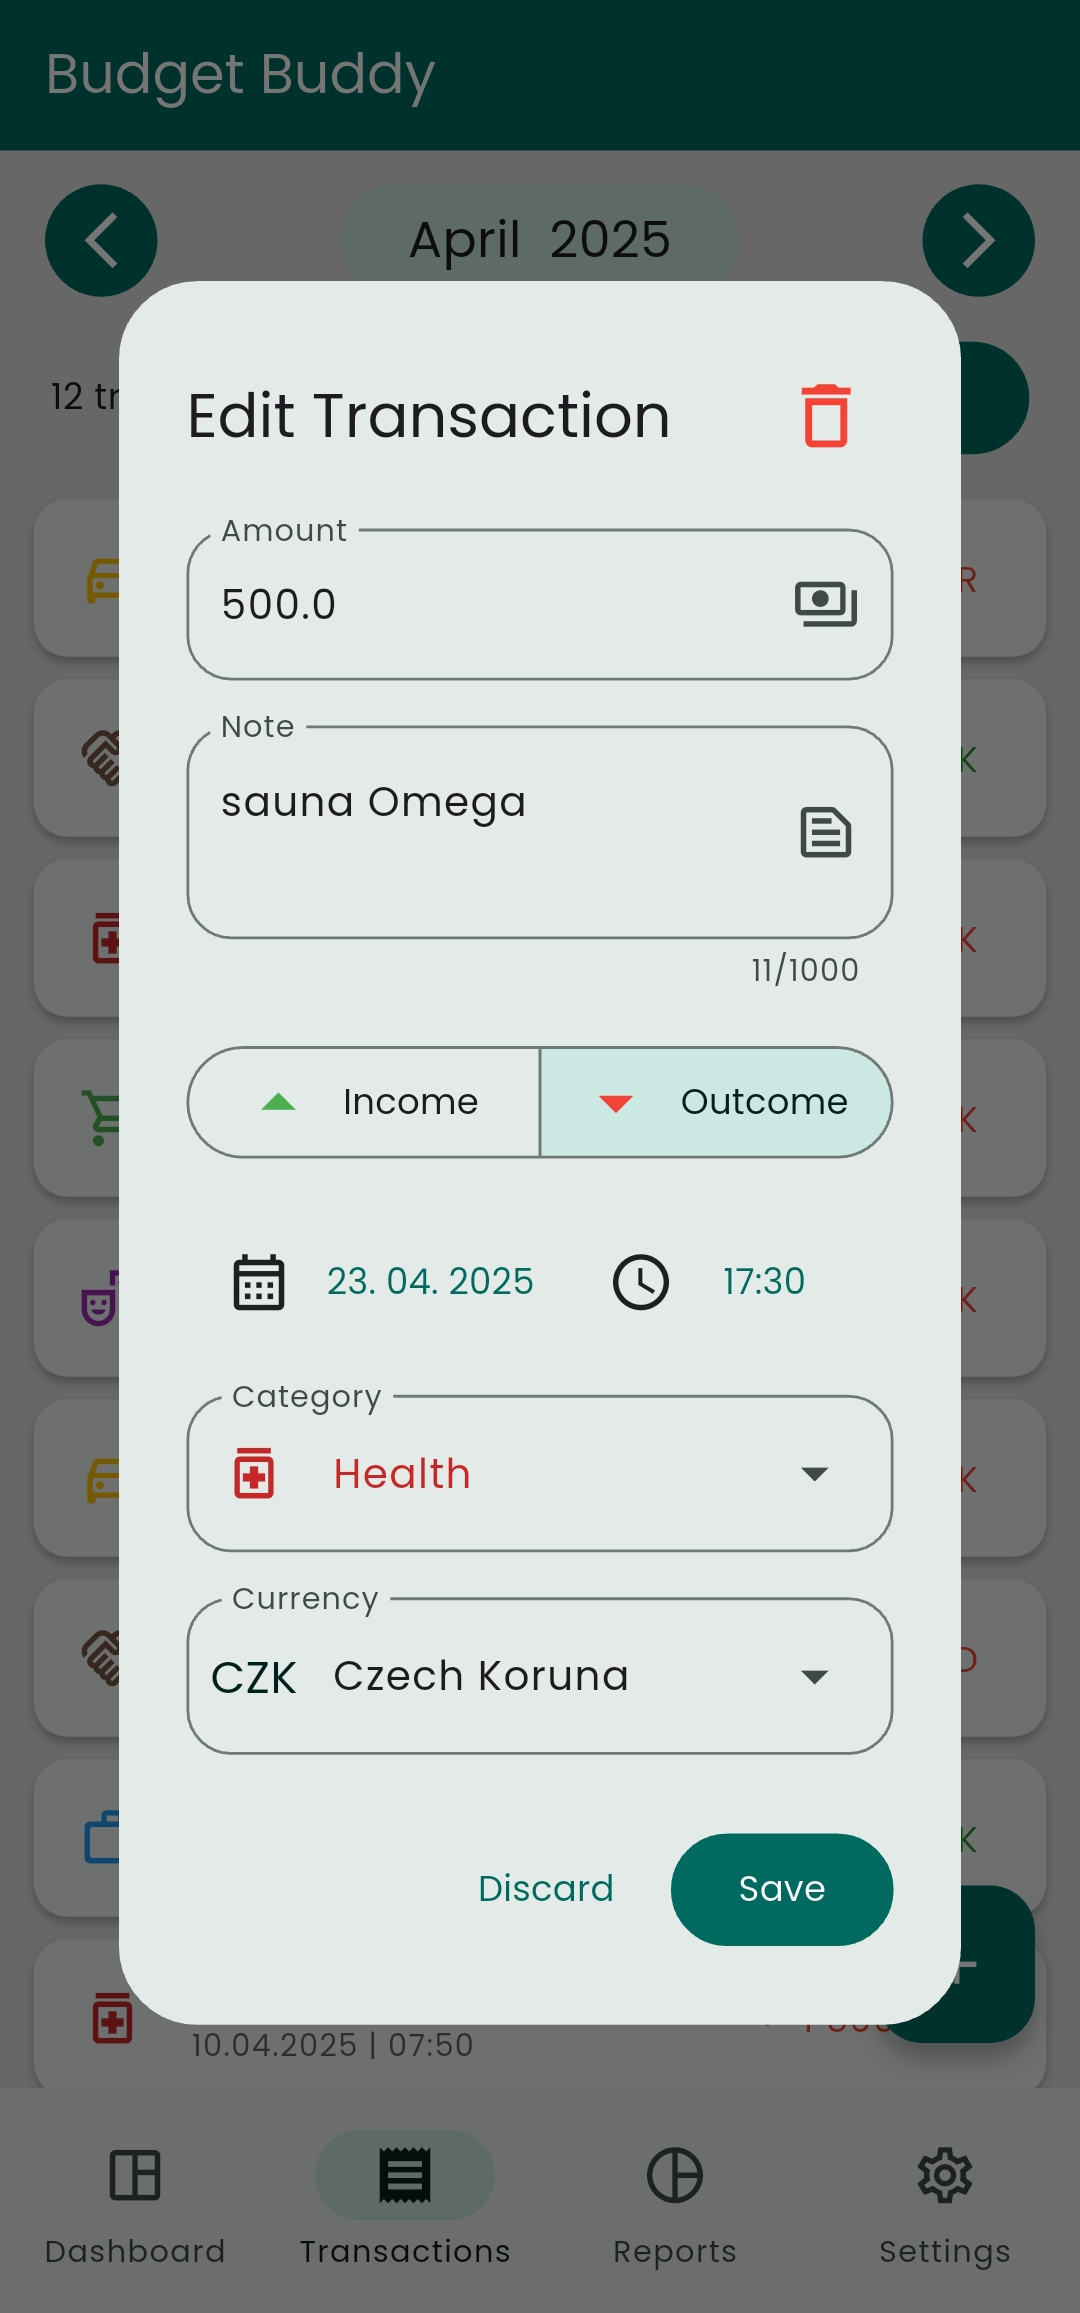 Budget Buddy
April 2025
12 tr
Edit Transaction
Amount
500.0
R
Note
K
sauna Omega
K
11/1000
Income
Outcome
K
23. 04. 2025
17:30
K
Category
Health
K
Currency
CZK Czech Koruna
D
K
Discard
Save
10.04.2025 | 07:50
Dashboard
Transactions
Reports
Settings